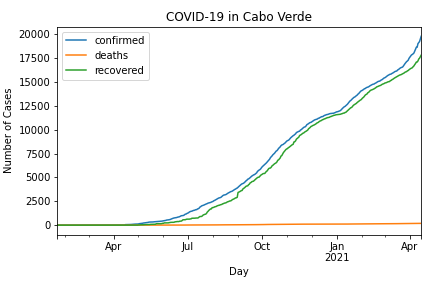 COVID-19 in Cabo Verde
confirmed
deaths
recovered
20000
17500
15000
12500
10000
7500
5000
2500
0
Number of Cases
Apr
Jul
Oct
Jan
2021
Apr
Day